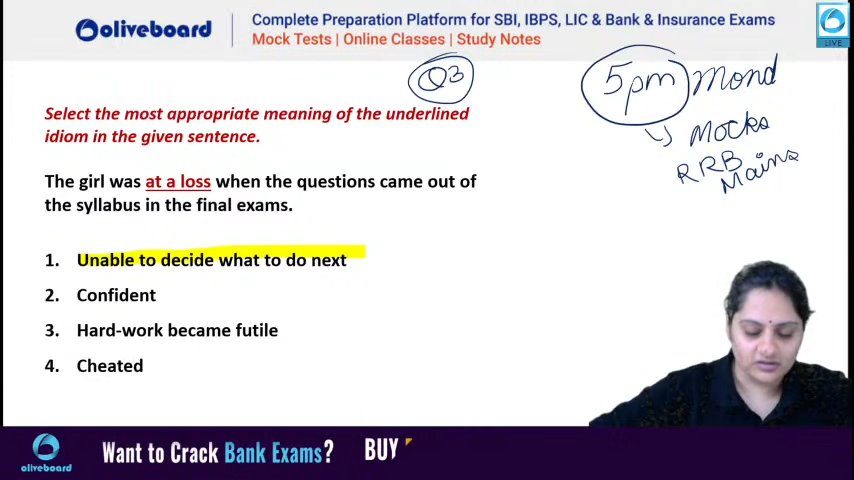 oliveboard
Complete Preparation Platform for SBI, IBPS, LIC & Bank & Insurance Exams
Mock Tests | Online Classes | Study Notes
LIVE
Q3
5pm Mond
Mocks
RRB
Mains
Select the most appropriate meaning of the underlined
idiom in the given sentence.
The girl was at a loss when the questions came out of
the syllabus in the final exams.
1. Unable to decide what to do next
2. Confident
3. Hard-work became futile
4. Cheated
oliveboard
Want to Crack Bank Exams?
BUY